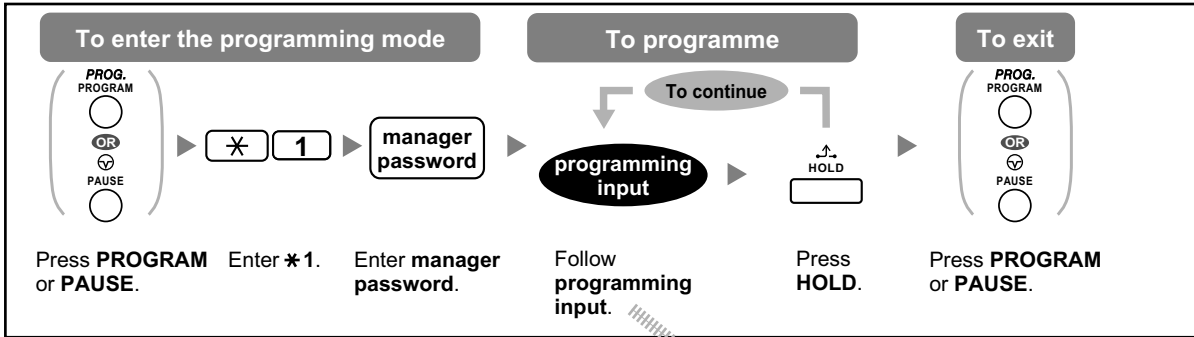 To enter the programming mode
To programme
To exit
PROG.
PROGRAM
OR
PAUSE
✱
1
manager
password
To continue
programming
input
HOLD
PROG.
PROGRAM
OR
PAUSE
Press PROGRAM
or PAUSE.
Enter ✱1.
Enter manager
password.
Follow
programming
input.
Press
HOLD.
Press PROGRAM
or PAUSE.